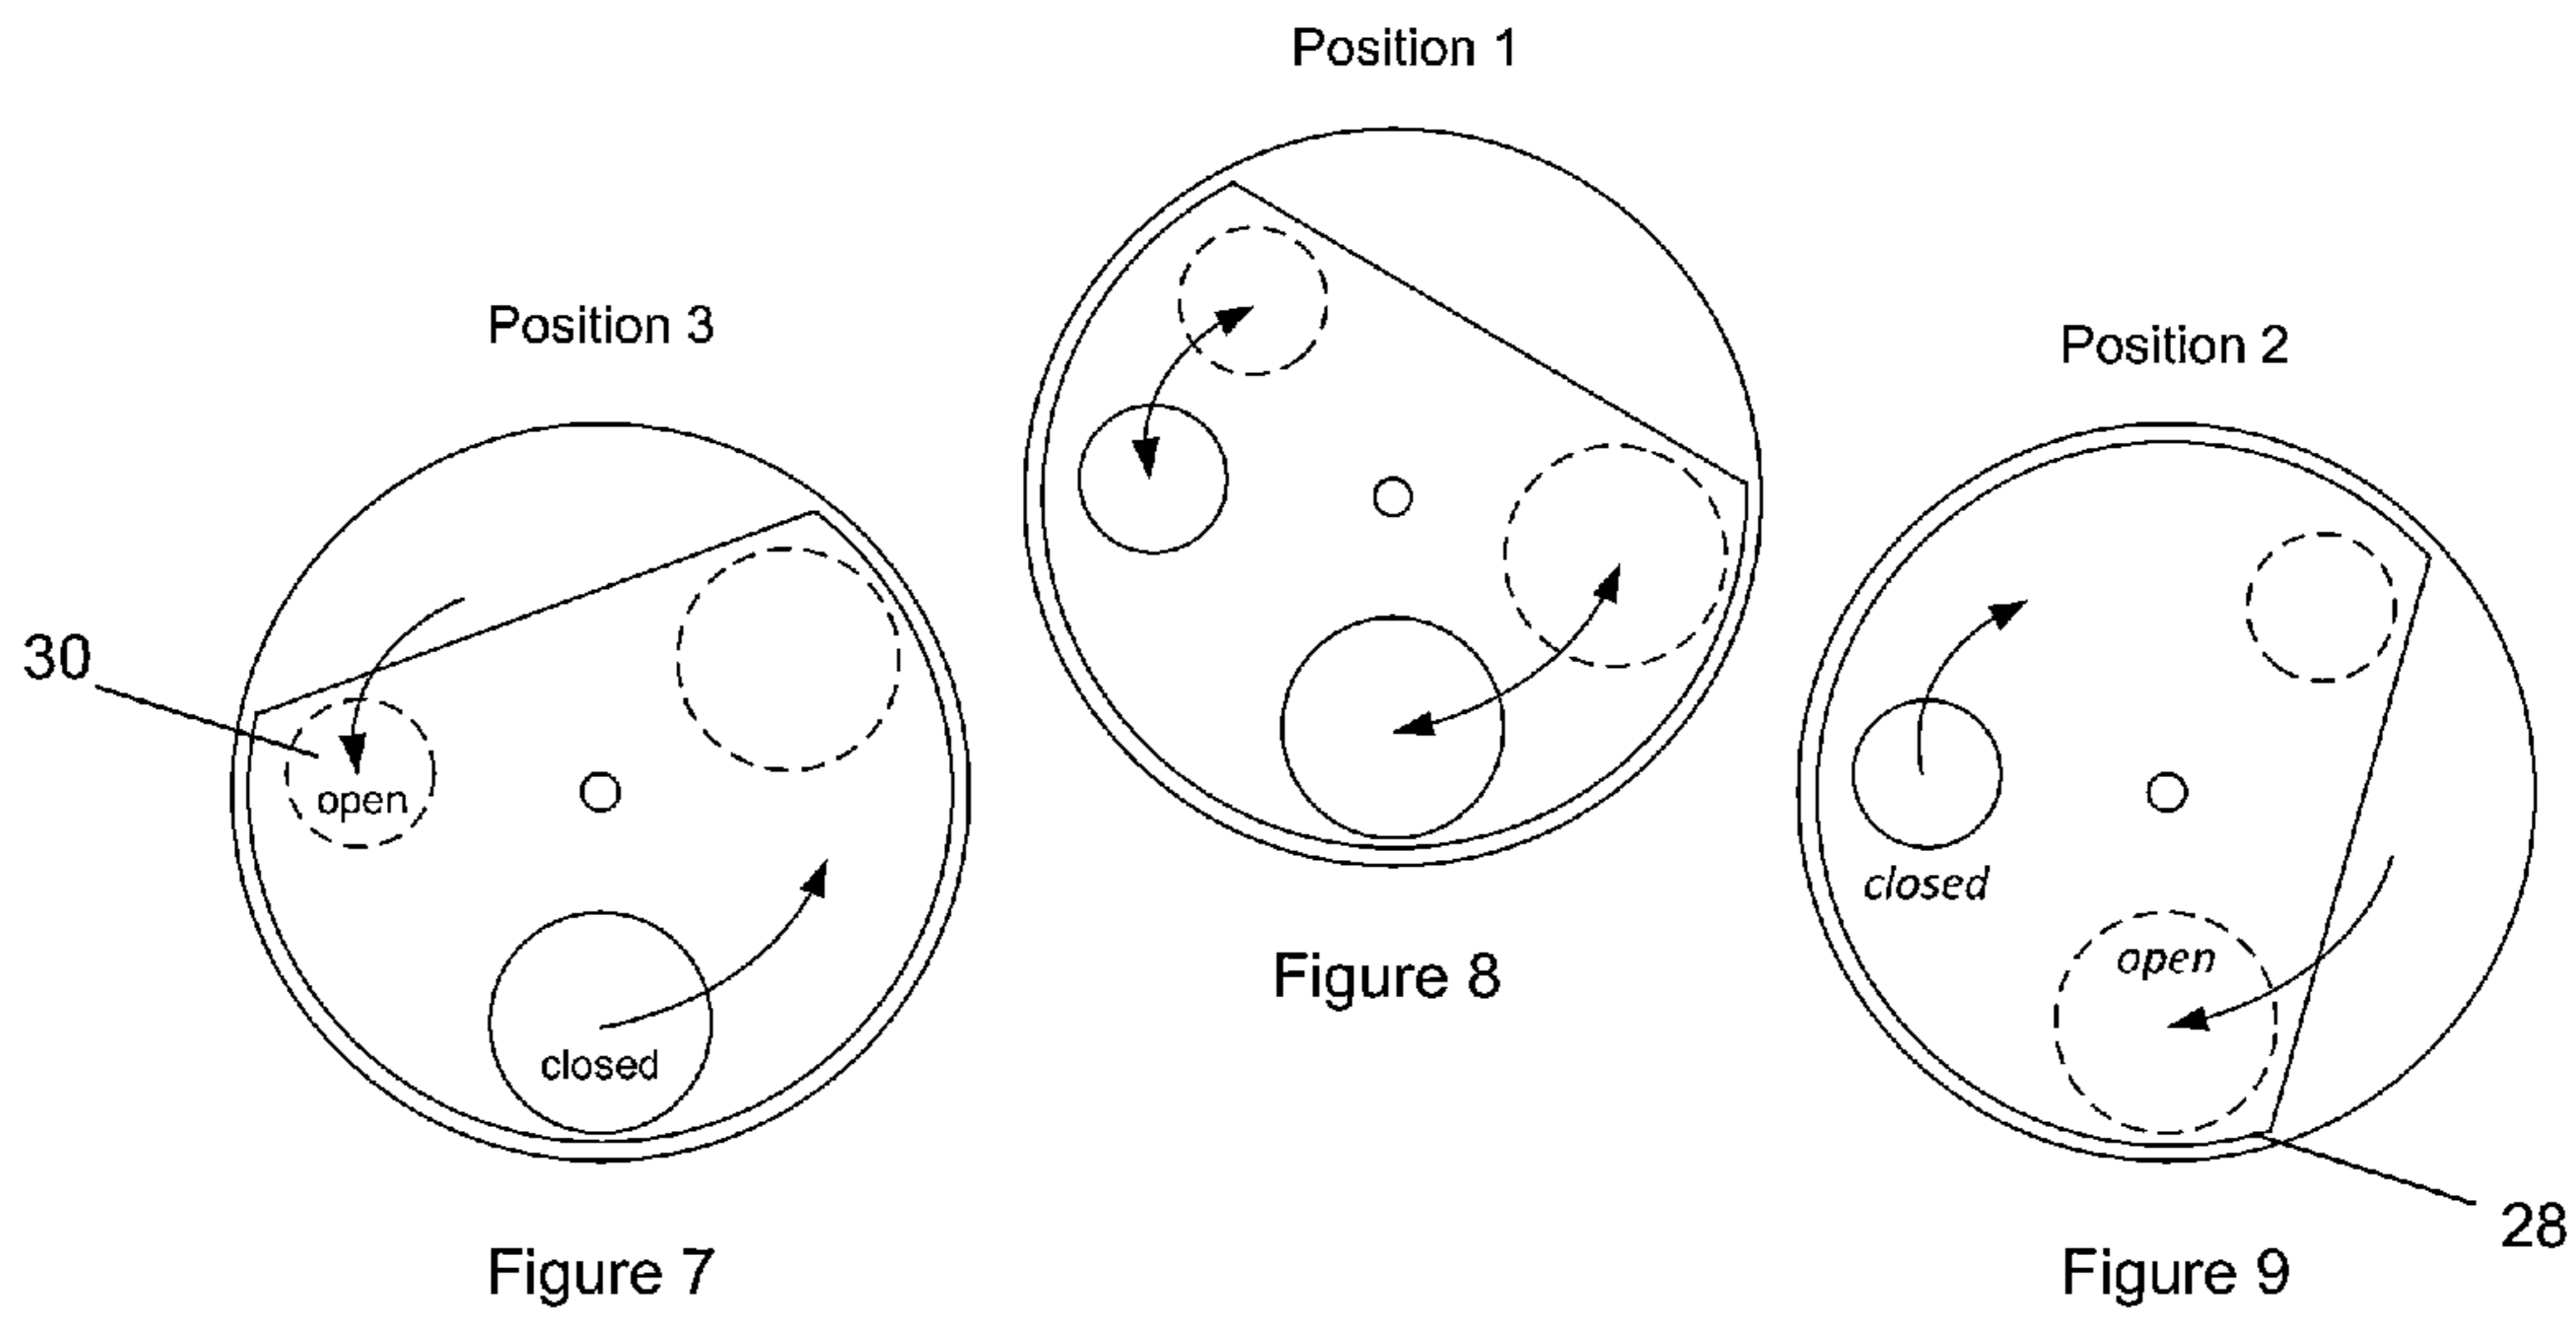 Position 1
Position 3
Position 2
30
open
closed
closed
open
Figure 8
28
Figure 7
Figure 9